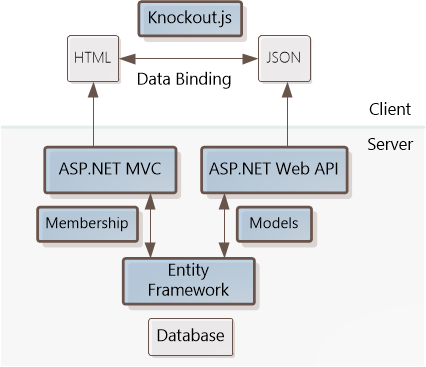 Knockout.js
HTML
JSON
Data Binding
Client
Server
ASP.NET MVC
ASP.NET Web API
Membership
Models
Entity
Framework
Database